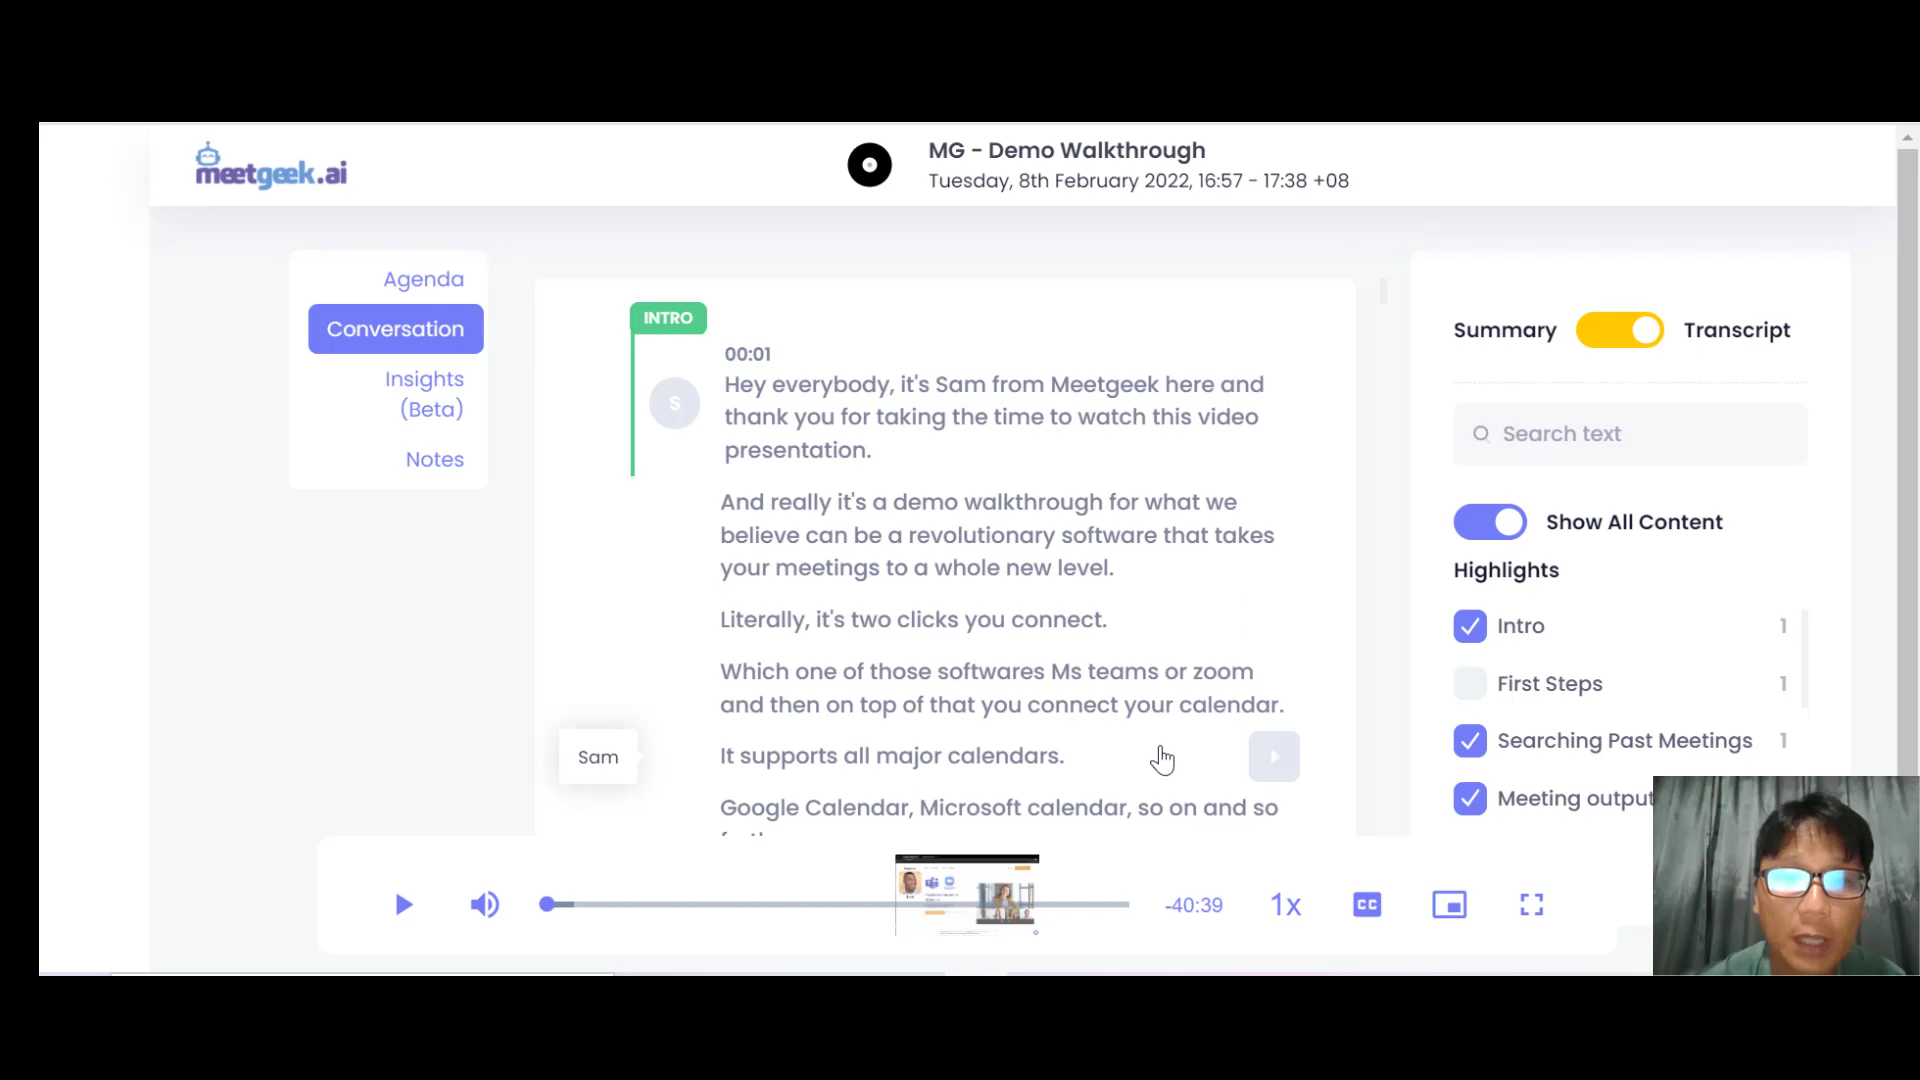 meetgeek.ai
MG - Demo Walkthrough
Tuesday, 8th February 2022, 16:57 - 17:38 +08
Agenda
Conversation
Insights
(Beta)
Notes
INTRO
00:01
S
Hey everybody, it's Sam from Meetgeek here and
thank you for taking the time to watch this video
presentation.
And really it's a demo walkthrough for what we
believe can be a revolutionary software that takes
your meetings to a whole new level.
Literally, it's two clicks you connect.
Which one of those softwares Ms teams or zoom
and then on top of that you connect your calendar.
Sam
It supports all major calendars.
Google Calendar, Microsoft calendar, so on and so
Summary
Transcript
Search text
Show All Content
Highlights
Intro 1
First Steps 1
Searching Past Meetings 1
Meeting output
-40:39
1x
CC